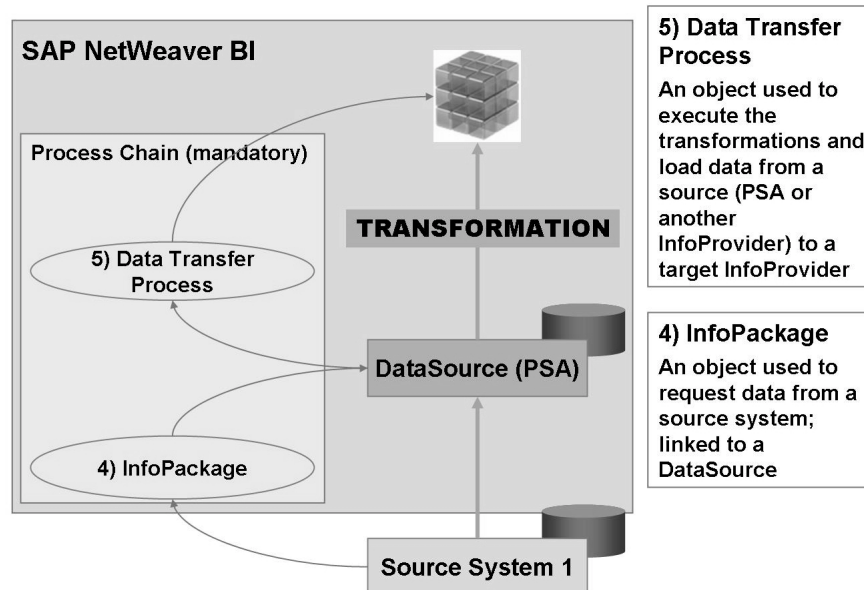 SAP NetWeaver BI
Process Chain (mandatory)
TRANSFORMATION
5) Data Transfer
Process
DataSource (PSA)
4) InfoPackage
Source System 1
5) Data Transfer
Process
An object used to
execute the
transformations and
load data from a
source (PSA or
another
InfoProvider) to a
target InfoProvider
4) InfoPackage
An object used to
request data from a
source system;
linked to a
DataSource